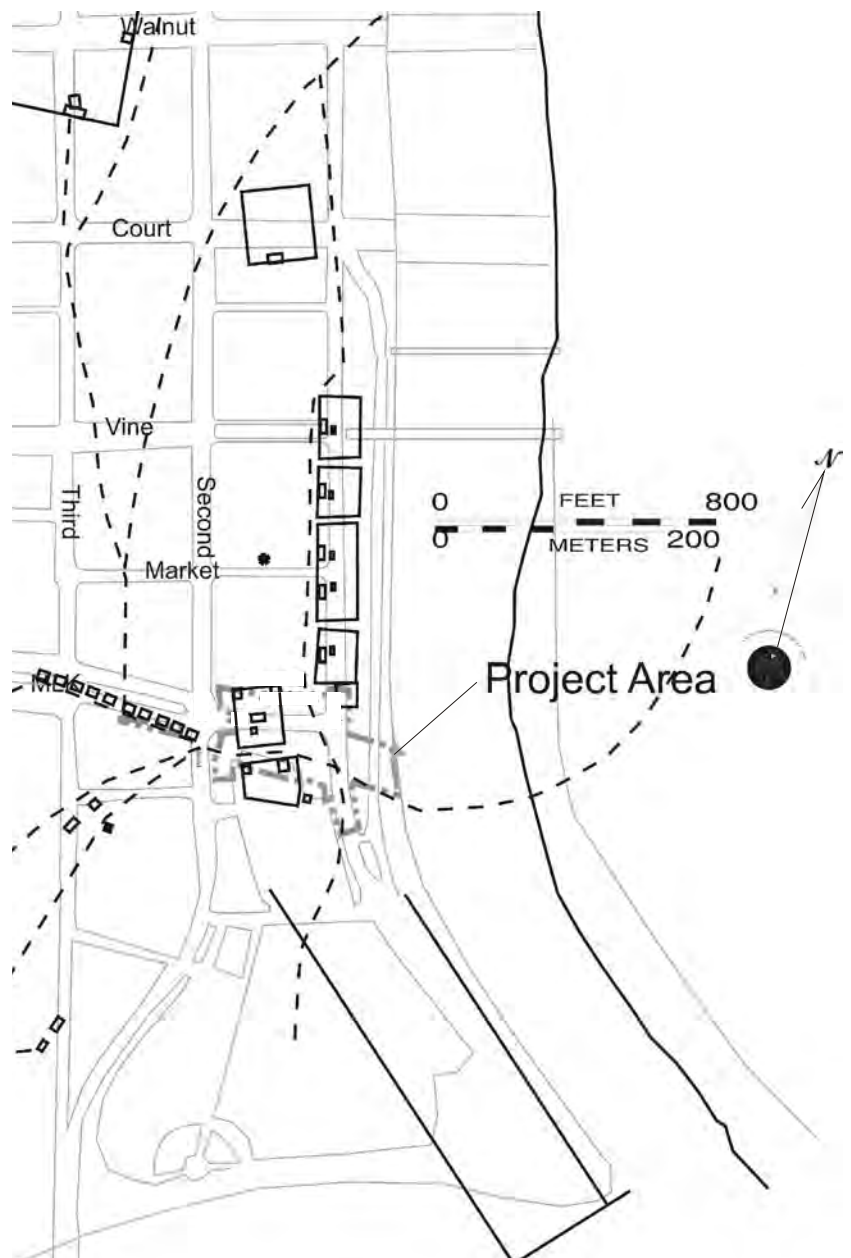 Walnut
Court
Vine
Third
Second
Market
0 FEET 800
0 METERS 200
N
Project Area